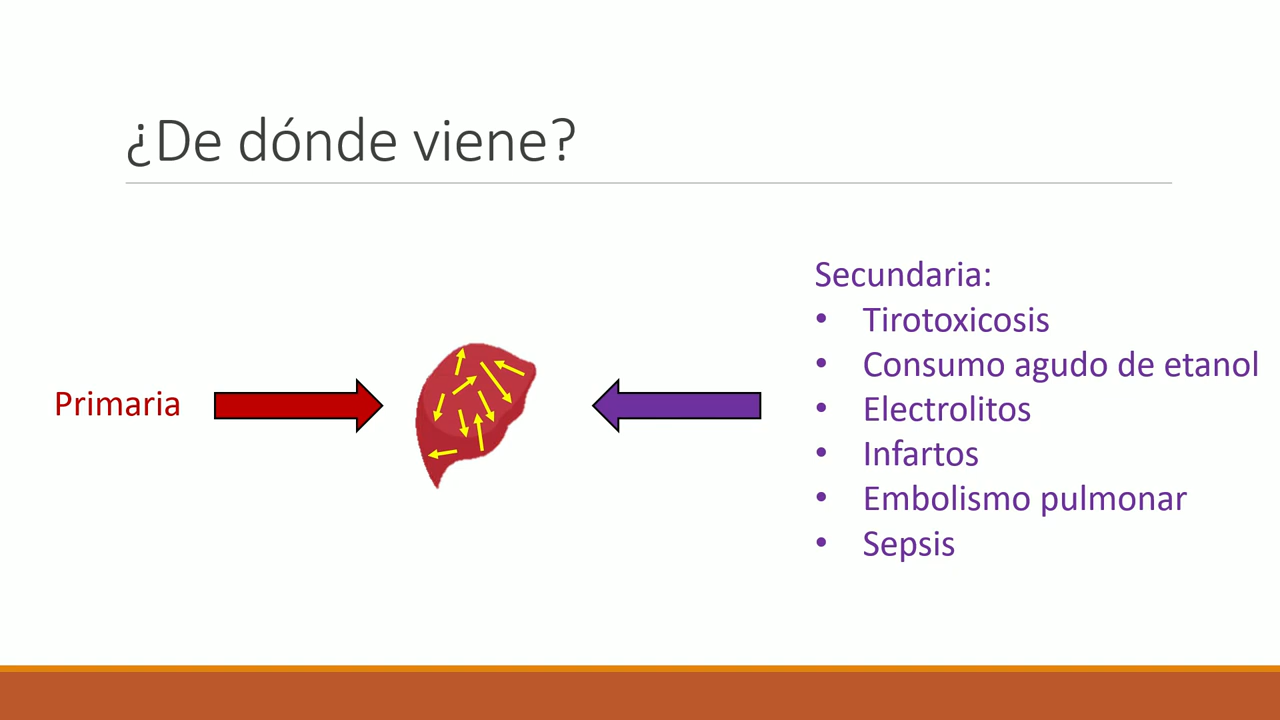 ¿De dónde viene?
Primaria
Secundaria:
• Tirotoxicosis
• Consumo agudo de etanol
• Electrolitos
• Infartos
• Embolismo pulmonar
• Sepsis